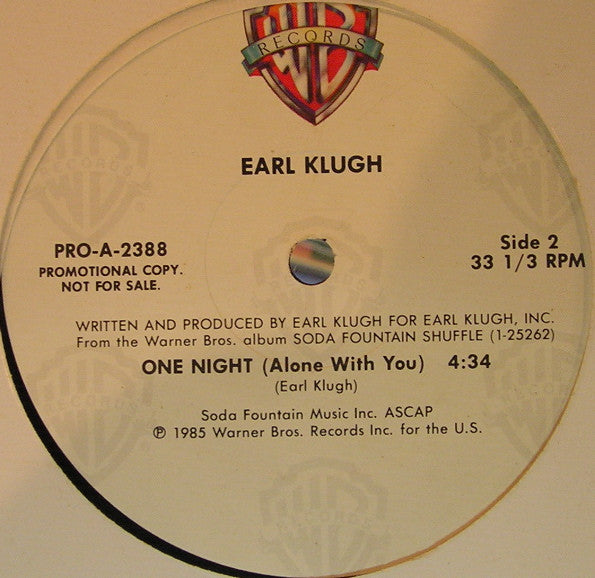 RECORDS
EARL KLUGH
PRO-A-2388
PROMOTIONAL COPY.
NOT FOR SALE.
Side 2
33 1/3 RPM
WRITTEN AND PRODUCED BY EARL KLUGH FOR EARL KLUGH, INC.
From the Warner Bros. album SODA FOUNTAIN SHUFFLE (1-25262)
ONE NIGHT (Alone With You) 4:34
(Earl Klugh)
Soda Fountain Music Inc. ASCAP
℗ 1985 Warner Bros. Records Inc. for the U.S.